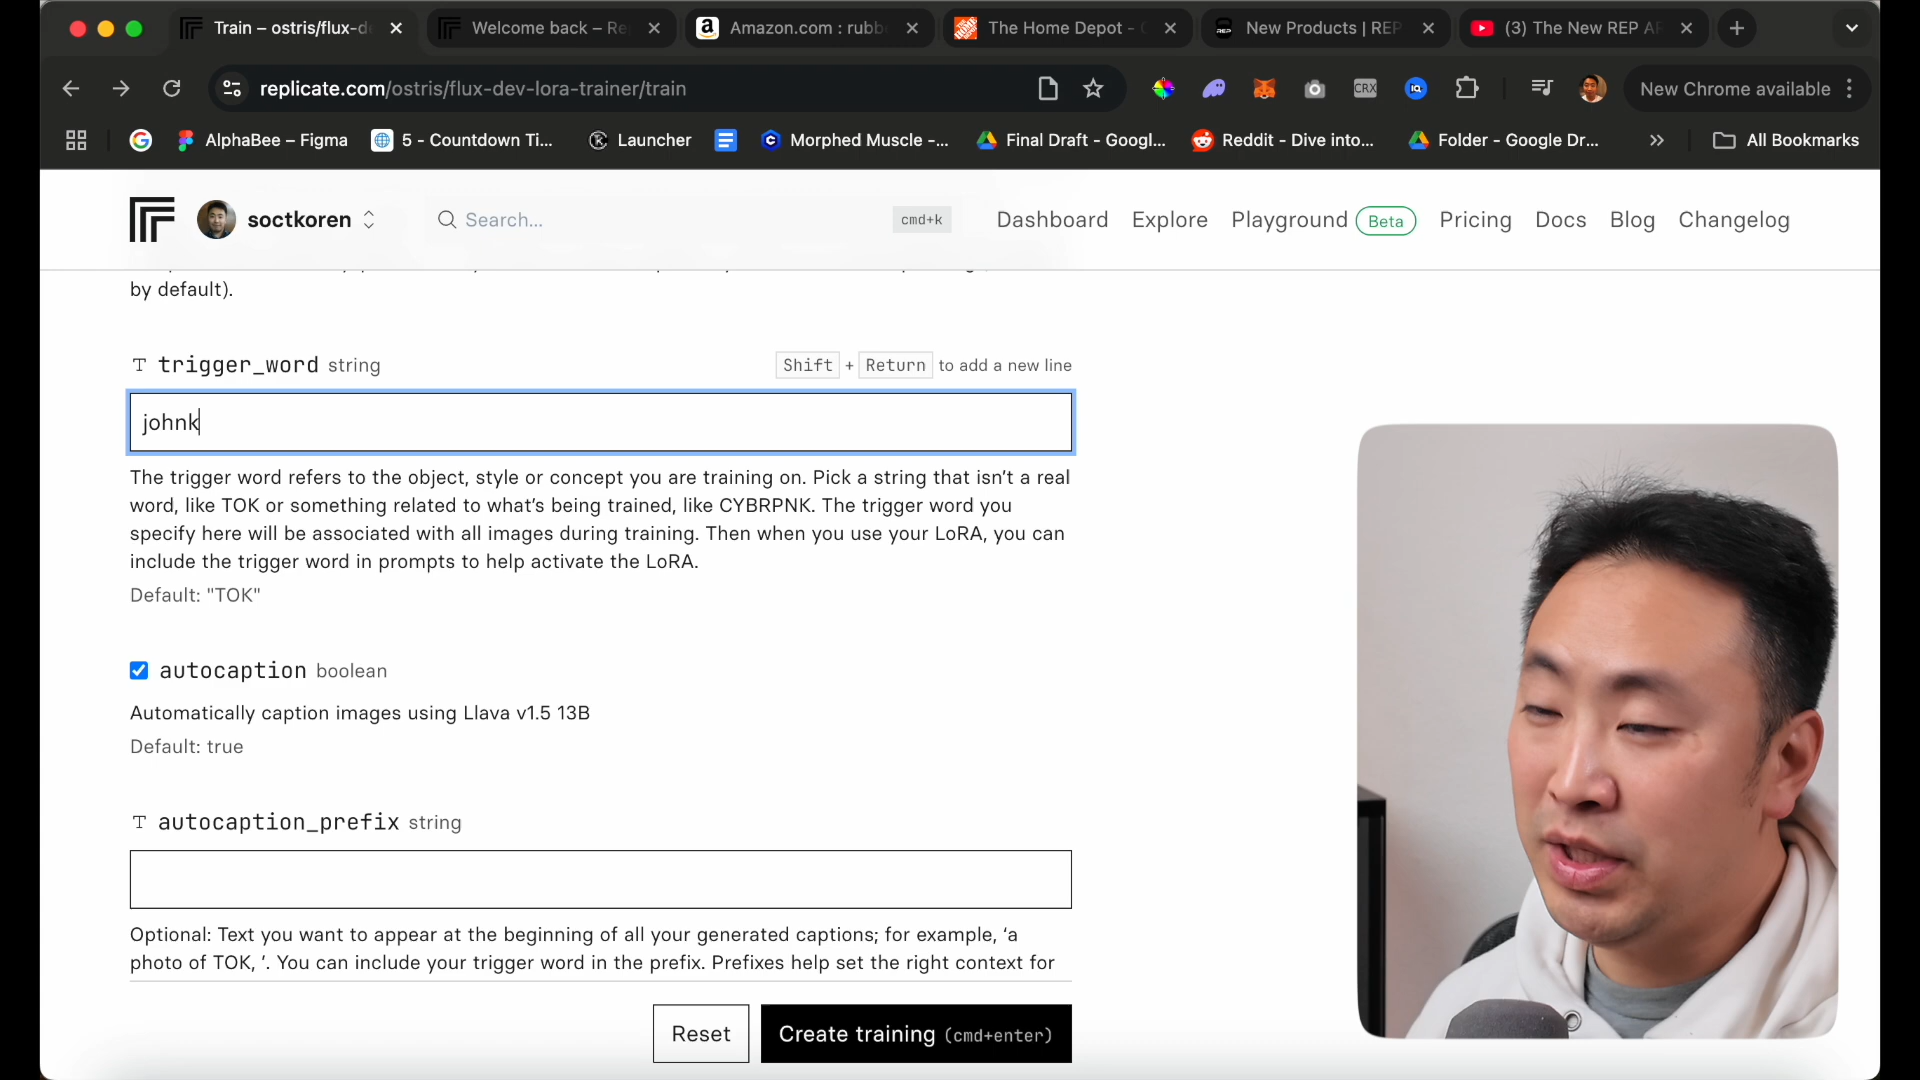 Train – ostris/flux-de
Welcome back – Re
Amazon.com : rubb
The Home Depot -
New Products | REP
(3) The New REP AR
replicate.com/ostris/flux-dev-lora-trainer/train
CRX
IQ
New Chrome available
AlphaBee – Figma
5 - Countdown Ti...
Launcher
Morphed Muscle -...
Final Draft - Googl...
Reddit - Dive into...
Folder - Google Dr...
All Bookmarks
soctkoren
Search...
cmd+k
Dashboard
Explore
Playground
Beta
Pricing
Docs
Blog
Changelog
by default).
trigger_word string
Shift + Return to add a new line
johnk
The trigger word refers to the object, style or concept you are training on. Pick a string that isn’t a real
word, like TOK or something related to what’s being trained, like CYBRPNK. The trigger word you
specify here will be associated with all images during training. Then when you use your LoRA, you can
include the trigger word in prompts to help activate the LoRA.
Default: "TOK"
autocaption boolean
Automatically caption images using Llava v1.5 13B
Default: true
autocaption_prefix string
Optional: Text you want to appear at the beginning of all your generated captions; for example, ‘a
photo of TOK, ‘. You can include your trigger word in the prefix. Prefixes help set the right context for
Reset
Create training (cmd+enter)